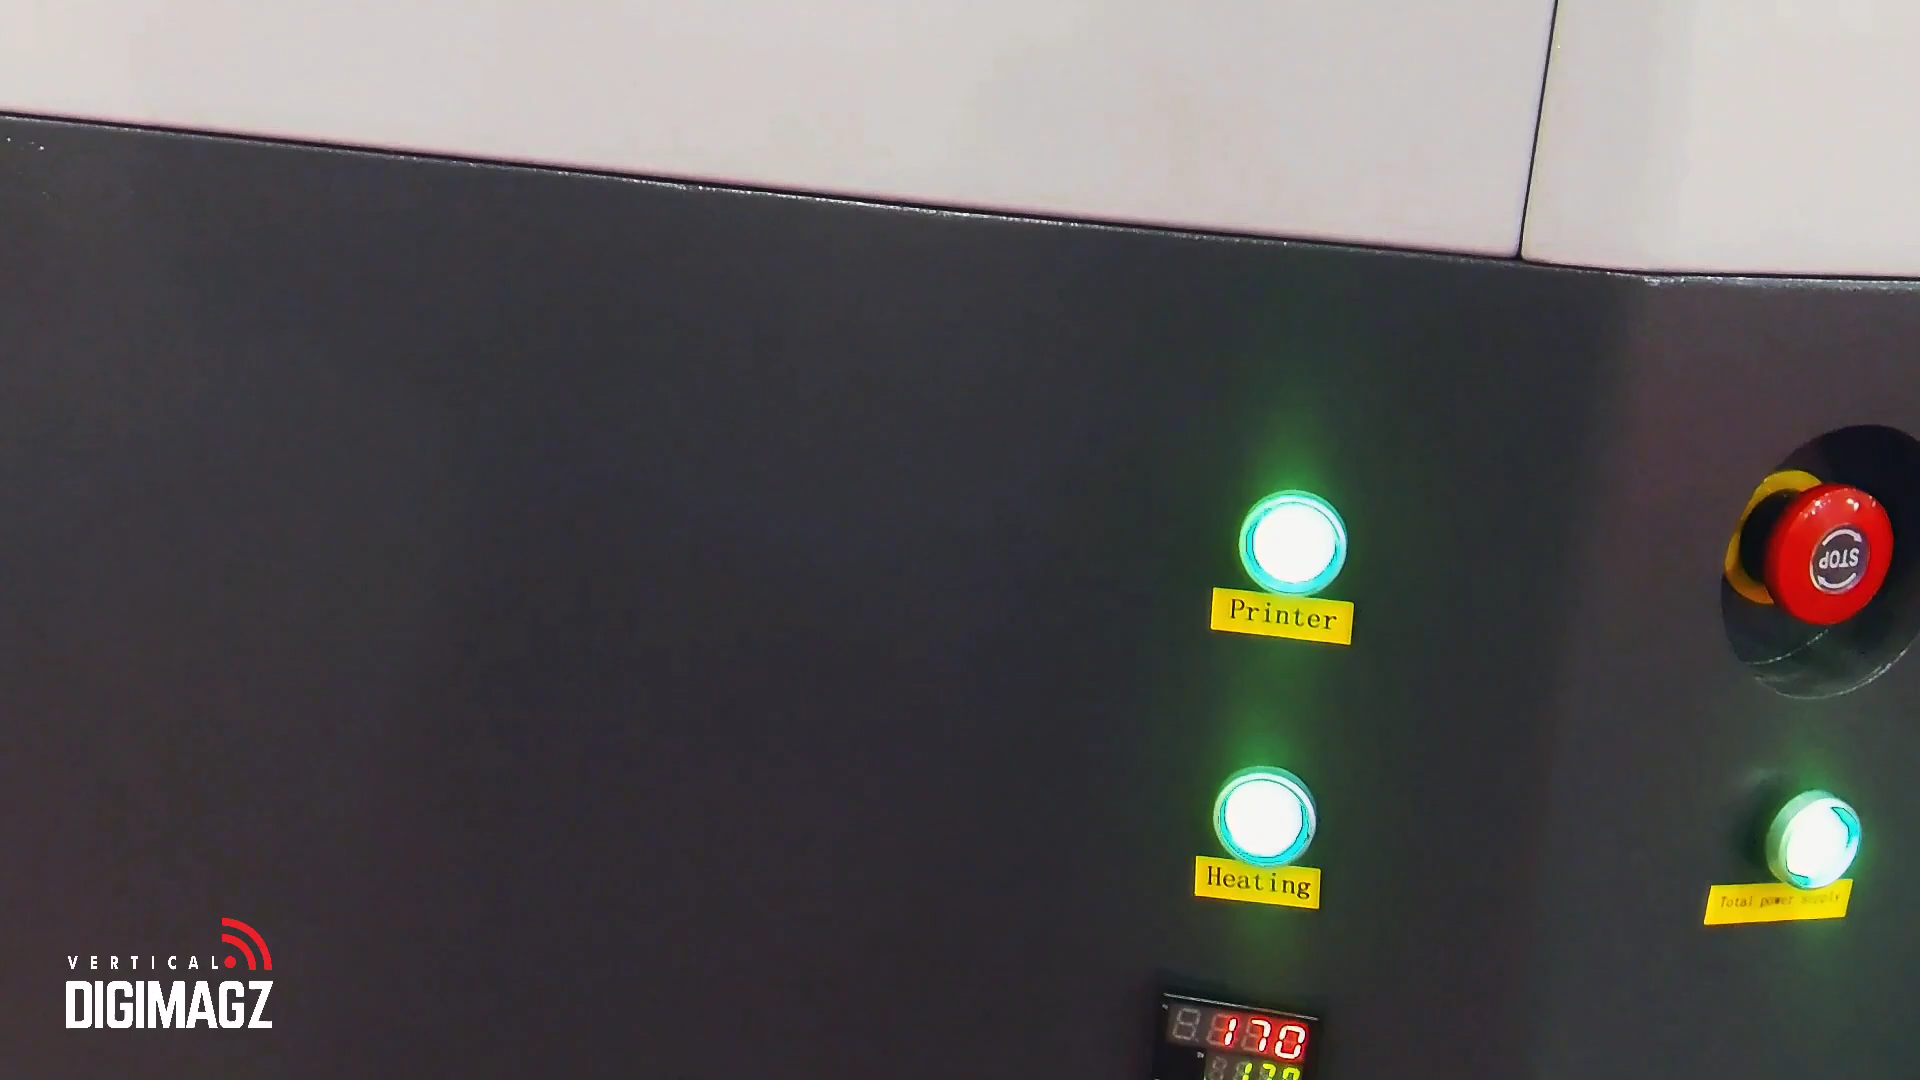 Printer
STOP
Heating
Total power supply
170
VERTICAL
DIGIMAGZ